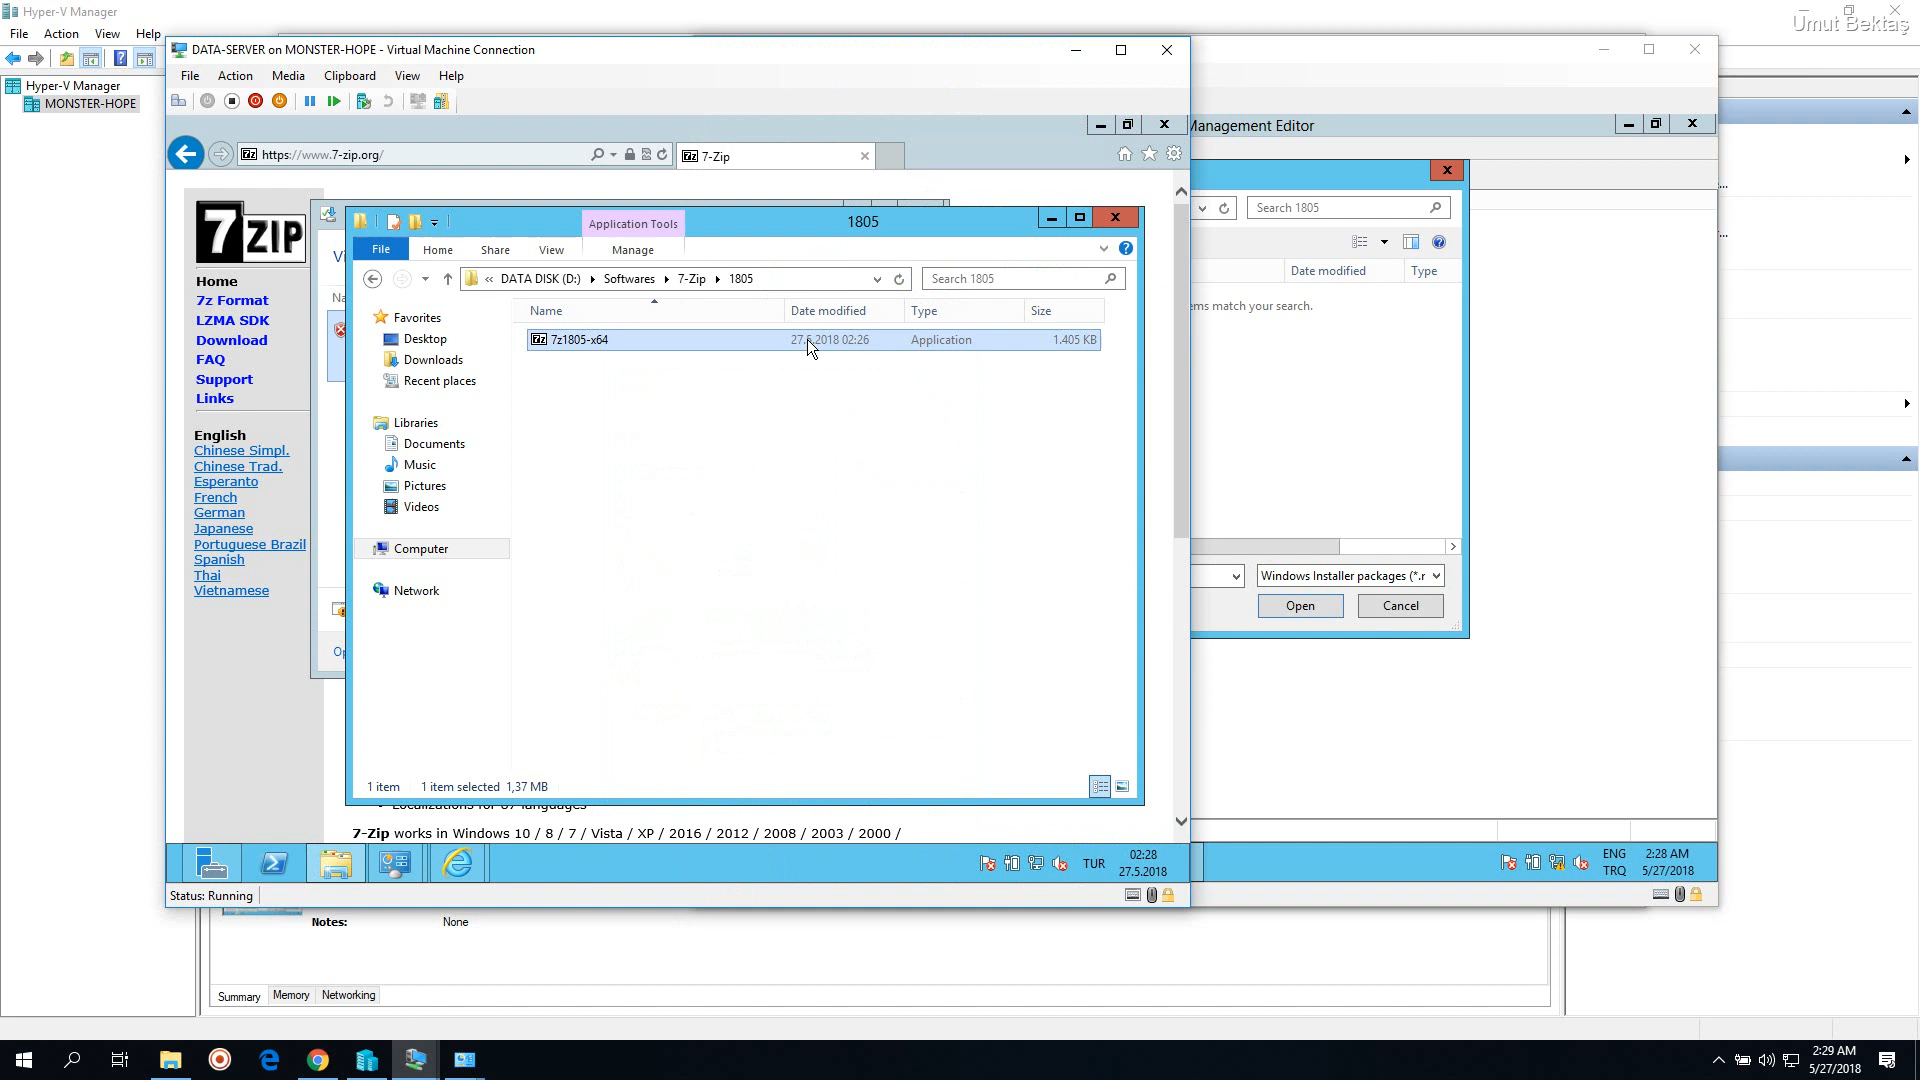 Hyper-V Manager
Umut Bektaş
File Action View Help
DATA-SERVER on MONSTER-HOPE - Virtual Machine Connection
File Action Media Clipboard View Help
Hyper-V Manager
MONSTER-HOPE
Management Editor
https://www.7-zip.org/
7-Zip
7ZIP
Home
7z Format
LZMA SDK
Download
FAQ
Support
Links
English
Chinese Simpl.
Chinese Trad.
Esperanto
French
German
Japanese
Portuguese Brazil
Spanish
Thai
Vietnamese
Application Tools
1805
File Home Share View Manage
« DATA DISK (D:) Softwares 7-Zip 1805
Search 1805
Name Date modified Type Size
7z1805-x64 27.5.2018 02:26 Application 1.405 KB
Favorites
Desktop
Downloads
Recent places
Libraries
Documents
Music
Pictures
Videos
Computer
Network
1 item 1 item selected 1,37 MB
Search 1805
Date modified Type
ems match your search.
Windows Installer packages (*.r
Open Cancel
7-Zip works in Windows 10 / 8 / 7 / Vista / XP / 2016 / 2012 / 2008 / 2003 / 2000 /
TUR
02:28
27.5.2018
ENG
TRQ
2:28 AM
5/27/2018
Status: Running
Notes: None
Summary Memory Networking
2:29 AM
5/27/2018